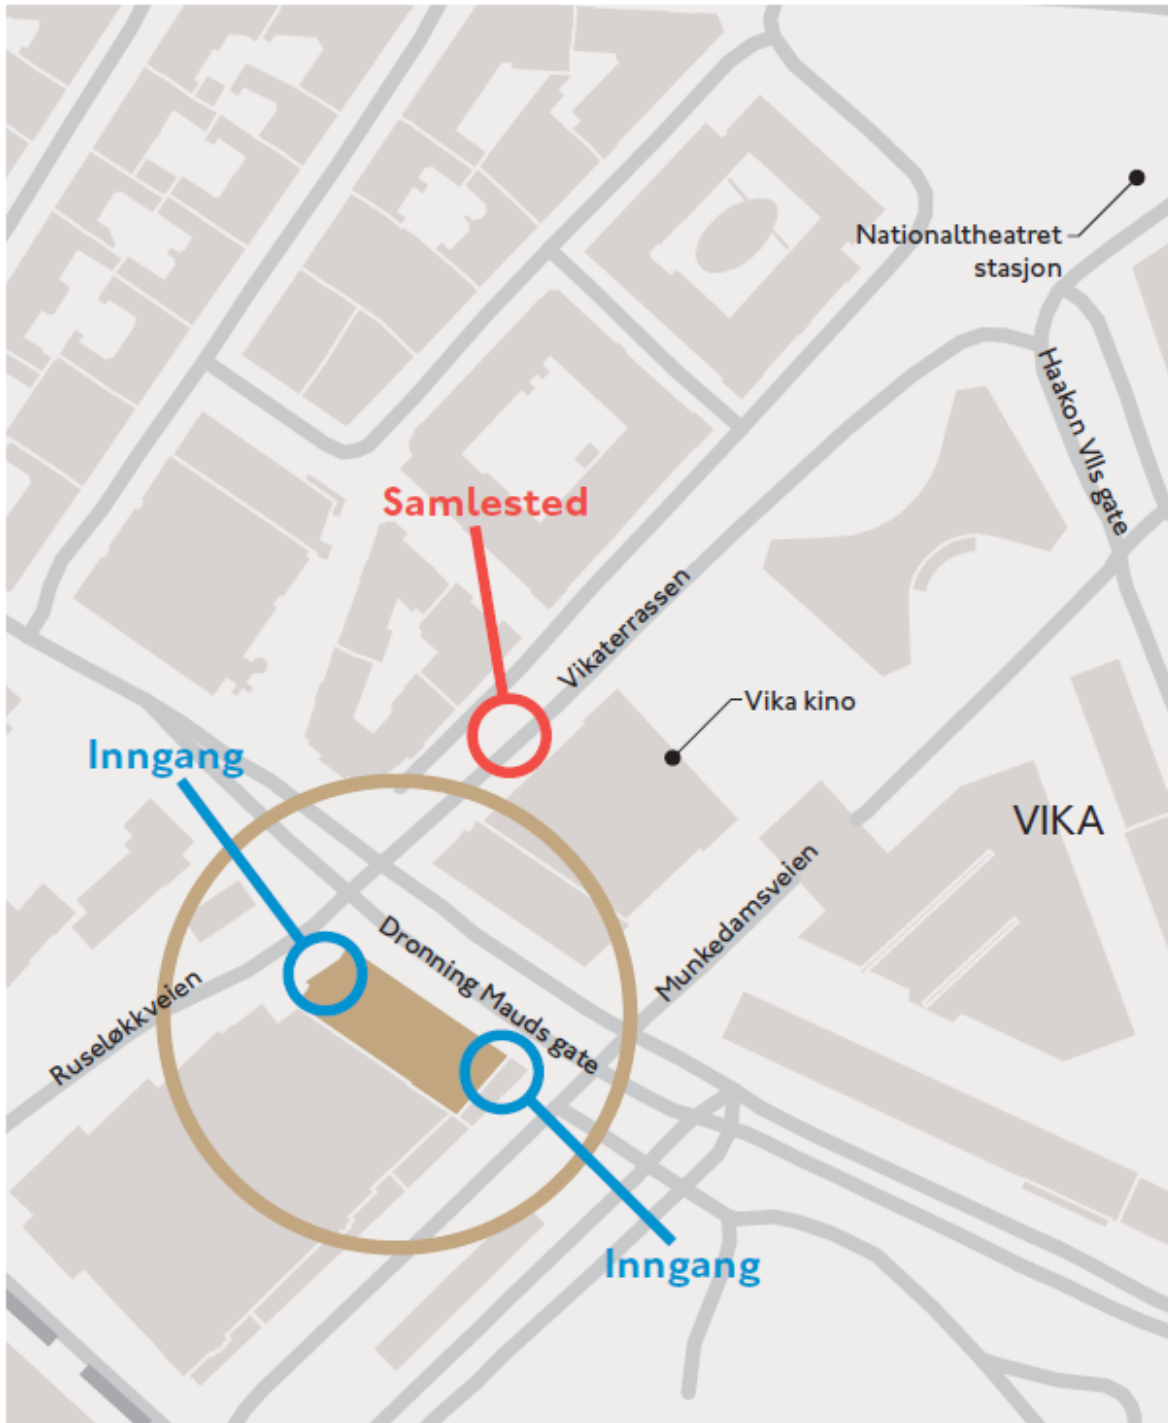 Nationaltheatret
stasjon
Haakon VIIs gate
Samlested
Vikaterrassen
Vika kino
Inngang
VIKA
Munkedamsveien
Dronning Mauds gate
Ruseløkkveien
Inngang